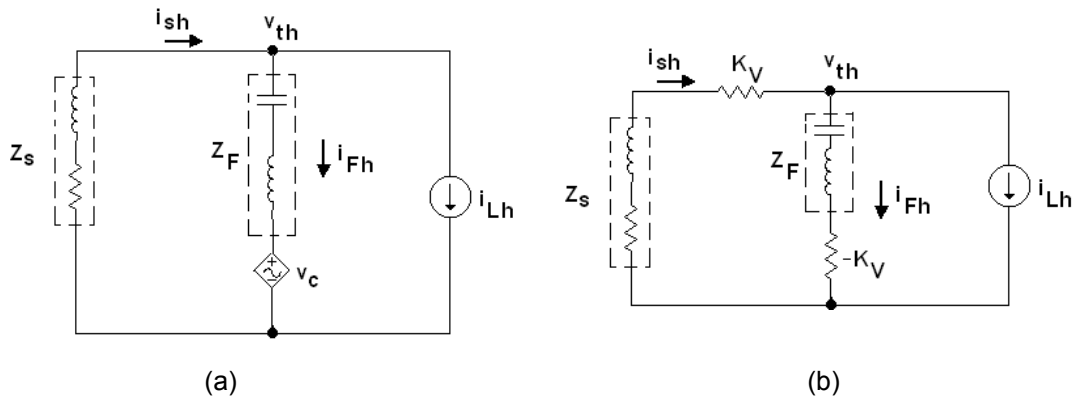 i_sh
v_th
Z_s
Z_F
i_Fh
i_Lh
v_c
(a)
i_sh
K_V
v_th
Z_s
Z_F
i_Fh
i_Lh
-K_V
(b)